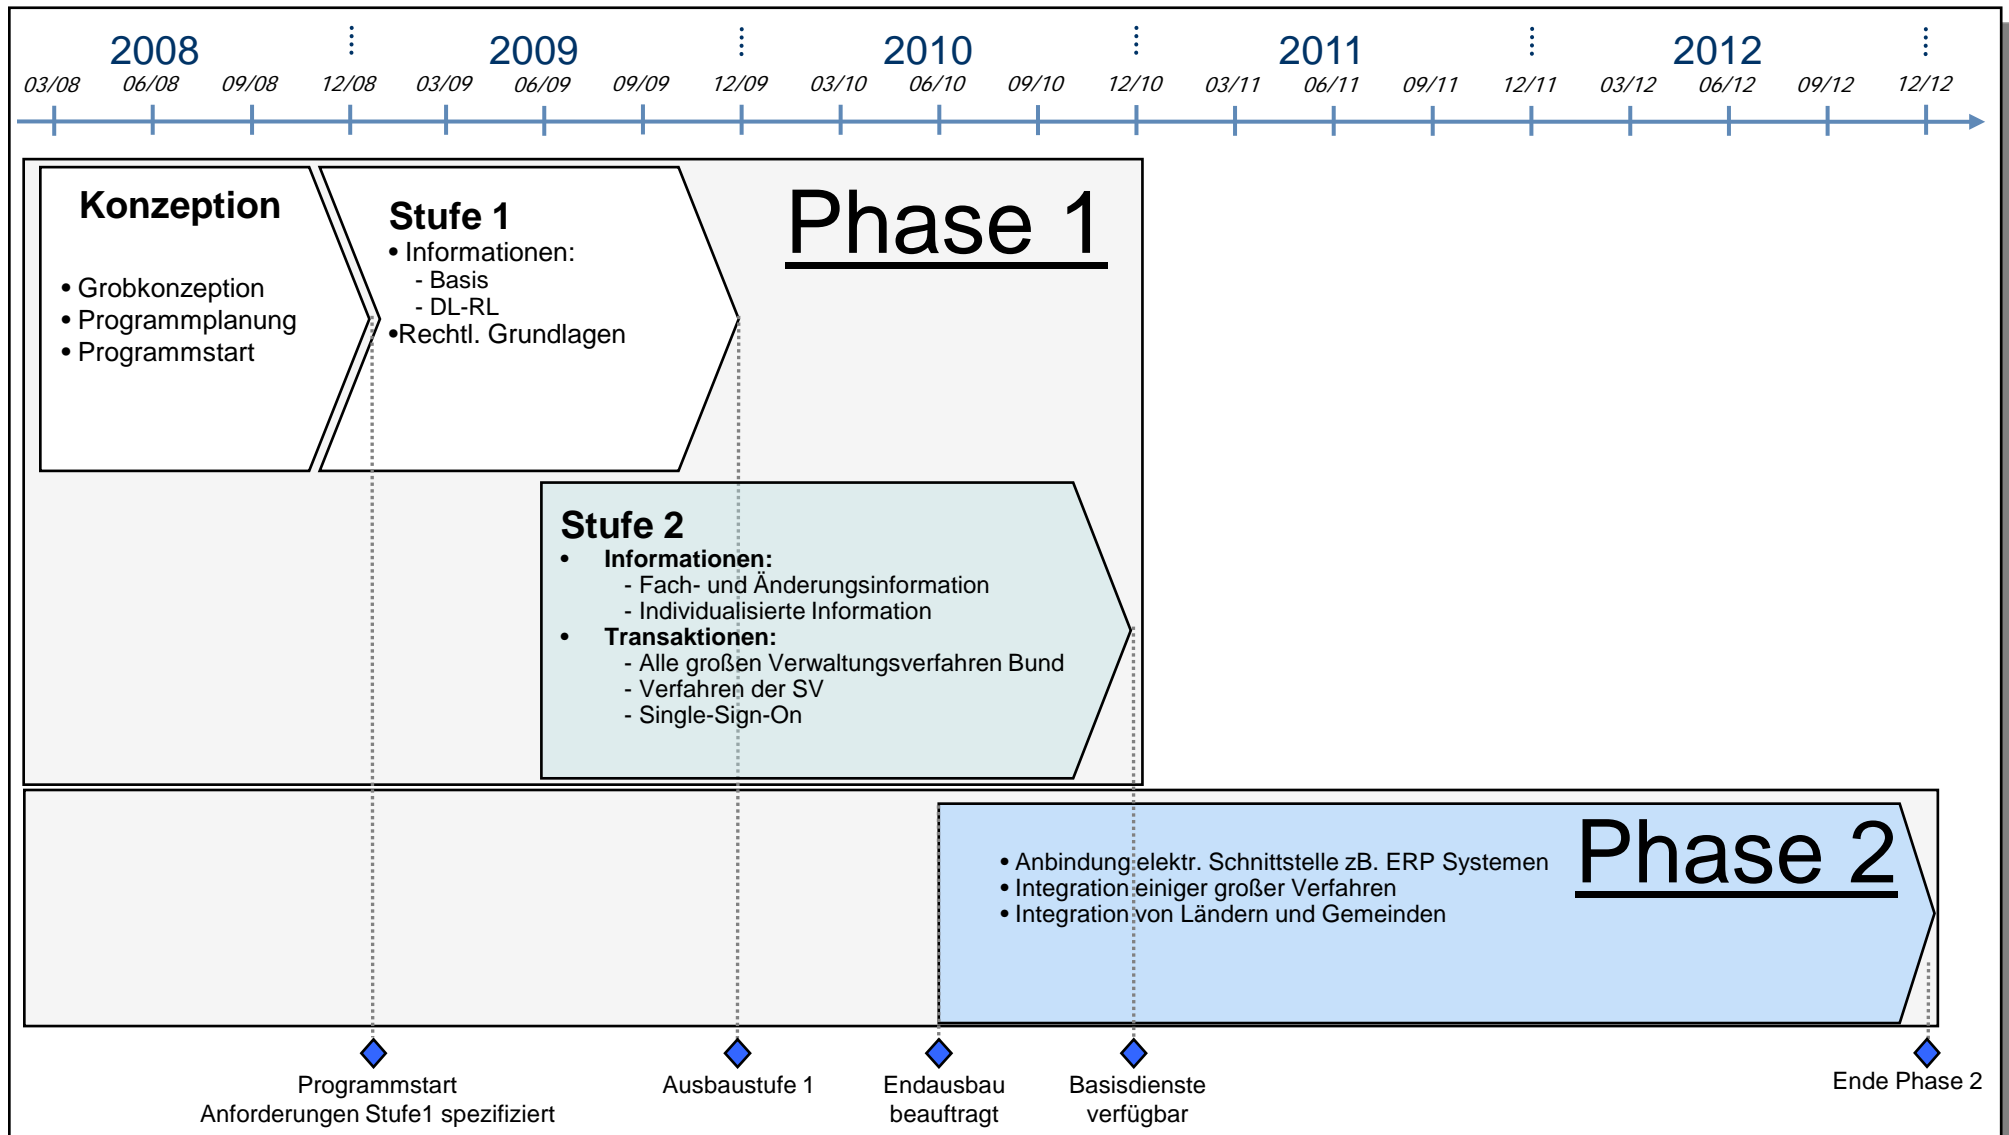 2008 2009 2010 2011 2012
03/08 06/08 09/08 12/08 03/09 06/09 09/09 12/09 03/10 06/10 09/10 12/10 03/11 06/11 09/11 12/11 03/12 06/12 09/12 12/12
Phase 1
Konzeption
• Grobkonzeption
• Programmplanung
• Programmstart
Stufe 1
• Informationen:
- Basis
- DL-RL
•Rechtl. Grundlagen
Stufe 2
• Informationen:
- Fach- und Änderungsinformation
- Individualisierte Information
• Transaktionen:
- Alle großen Verwaltungsverfahren Bund
- Verfahren der SV
- Single-Sign-On
Phase 2
• Anbindung elektr. Schnittstelle zB. ERP Systemen
• Integration einiger großer Verfahren
• Integration von Ländern und Gemeinden
Programmstart
Anforderungen Stufe1 spezifiziert
Ausbaustufe 1
Endausbau
beauftragt
Basisdienste
verfügbar
Ende Phase 2